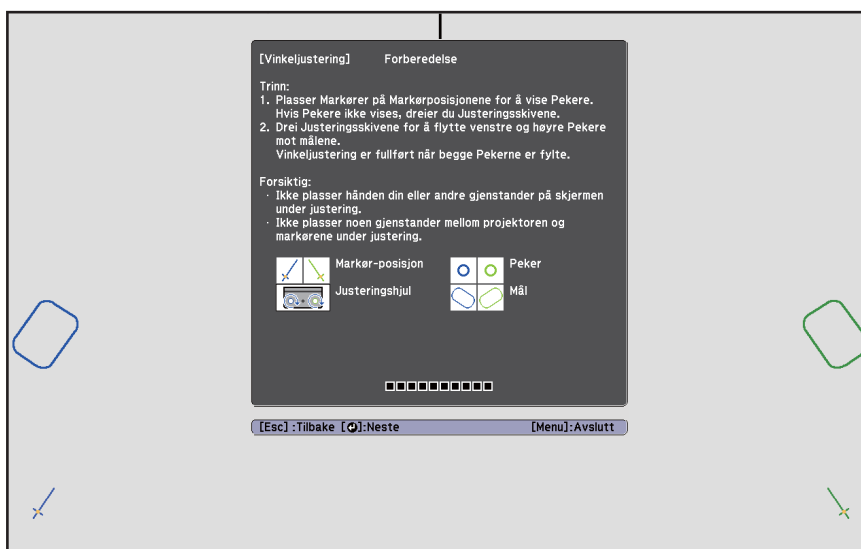 [Vinkeljustering] Forberedelse
Trinn:
1. Plasser Markører på Markørposisjonene for å vise Pekere.
Hvis Pekere ikke vises, dreier du Justeringsskivene.
2. Drei Justeringsskivene for å flytte venstre og høyre Pekere
mot målene.
Vinkeljustering er fullført når begge Pekerne er fylte.
Forsiktig:
· Ikke plasser hånden din eller andre gjenstander på skjermen
under justering.
· Ikke plasser noen gjenstander mellom projektoren og
markørene under justering.
Markør-posisjon Peker
Justeringshjul Mål
[Esc] :Tilbake [⏎]:Neste [Menu]:Avslutt